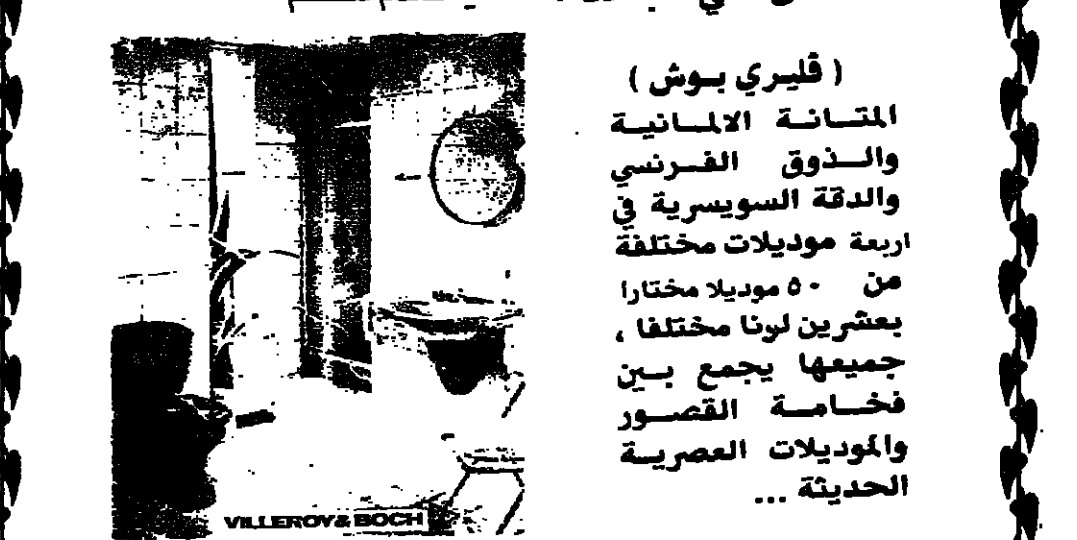 ( ڤليري بوش )
المتانة الالمانية
والذوق الفرنسي
والدقة السويسرية في
اربعة موديلات مختلفة
من ٥٠ موديلا مختارا
بعشرين لونا مختلفا ،
جميعها يجمع بين
فخامة القصور
والموديلات العصرية
الحديثة ...
VILLEROY & BOCH